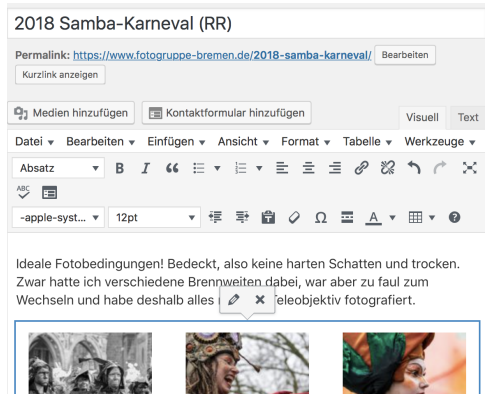 2018 Samba-Karneval (RR)
Permalink: https://www.fotogruppe-bremen.de/2018-samba-karneval/ Bearbeiten
Kurzlink anzeigen
Medien hinzufügen Kontaktformular hinzufügen Visuell Text
Datei Bearbeiten Einfügen Ansicht Format Tabelle Werkzeuge
Absatz B I
ABC
-apple-syst... 12pt Ω A
Ideale Fotobedingungen! Bedeckt, also keine harten Schatten und trocken.
Zwar hatte ich verschiedene Brennweiten dabei, war aber zu faul zum
Wechseln und habe deshalb alles Teleobjektiv fotografiert.